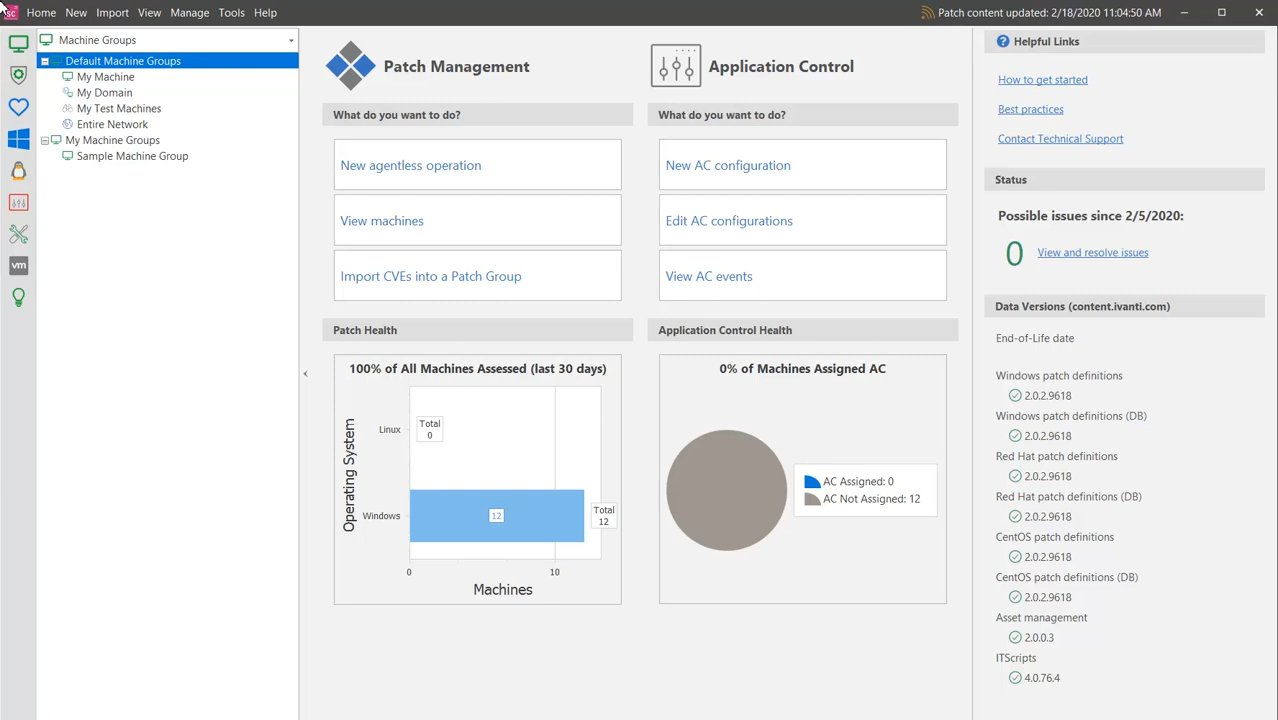 SC Home New Import View Manage Tools Help
Patch content updated: 2/18/2020 11:04:50 AM
Machine Groups
Default Machine Groups
My Machine
My Domain
My Test Machines
Entire Network
My Machine Groups
Sample Machine Group
vm
Patch Management
What do you want to do?
New agentless operation
View machines
Import CVEs into a Patch Group
Patch Health
100% of All Machines Assessed (last 30 days)
Operating System
Linux
Total
0
Windows
12
Total
12
0
10
Machines
Application Control
What do you want to do?
New AC configuration
Edit AC configurations
View AC events
Application Control Health
0% of Machines Assigned AC
AC Assigned: 0
AC Not Assigned: 12
Helpful Links
How to get started
Best practices
Contact Technical Support
Status
Possible issues since 2/5/2020:
0 View and resolve issues
Data Versions (content.ivanti.com)
End-of-Life date
Windows patch definitions
2.0.2.9618
Windows patch definitions (DB)
2.0.2.9618
Red Hat patch definitions
2.0.2.9618
Red Hat patch definitions (DB)
2.0.2.9618
CentOS patch definitions
2.0.2.9618
CentOS patch definitions (DB)
2.0.2.9618
Asset management
2.0.0.3
ITScripts
4.0.76.4